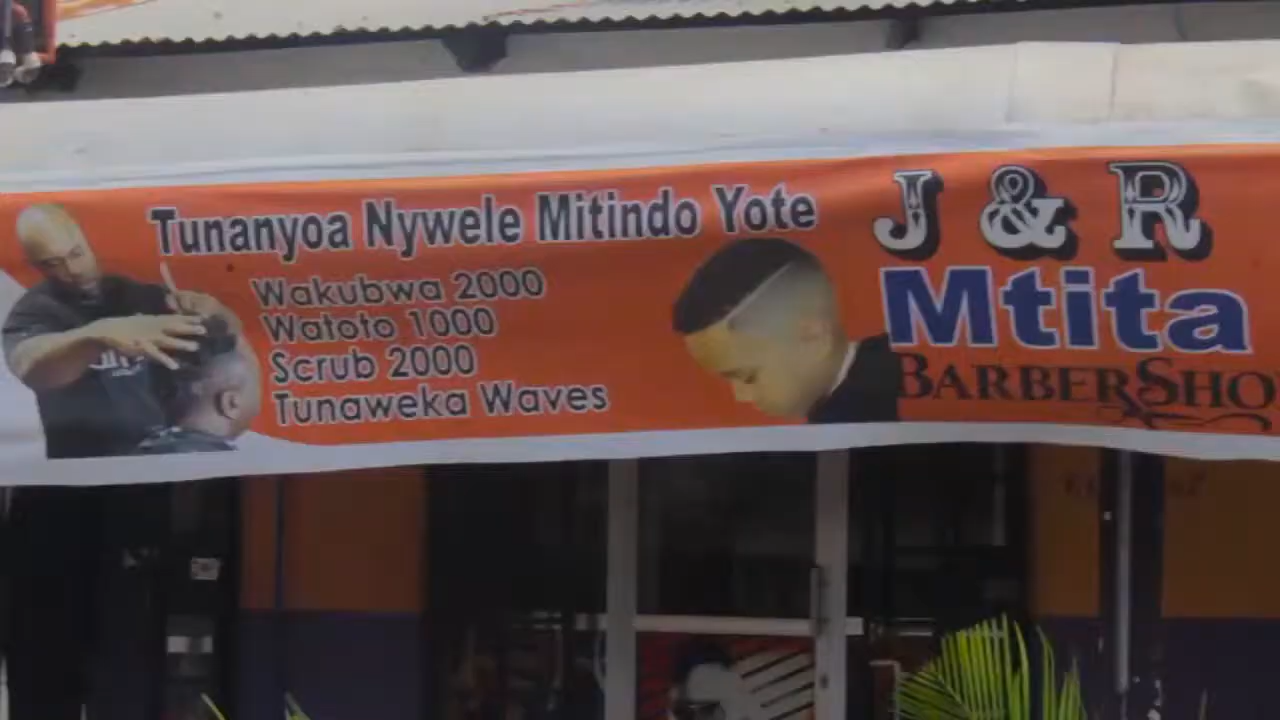 Tunanyoa Nywele Mitindo Yote
Wakubwa 2000
Watoto 1000
Scrub 2000
Tunaweka Waves
J & R
Mtita
BARBERSHO